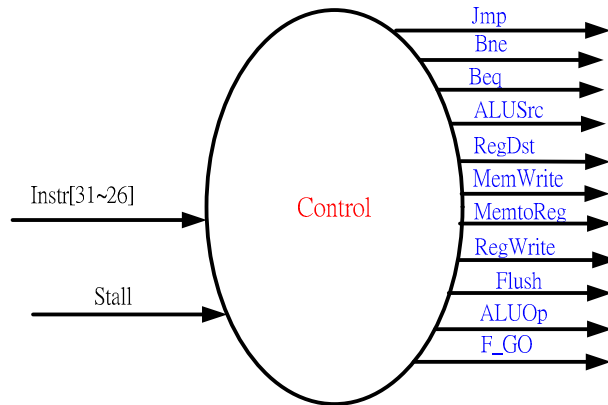 Jmp
Bne
Beq
ALUSrc
RegDst
MemWrite
Instr[31~26]
Control
MemtoReg
RegWrite
Stall
Flush
ALUOp
F_GO